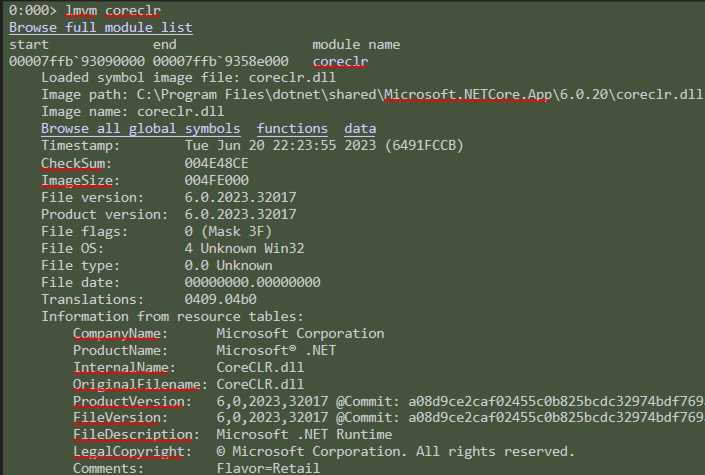 0:000> lmvm coreclr
Browse full module list
start end module name
00007ffb`93090000 00007ffb`9358e000 coreclr
Loaded symbol image file: coreclr.dll
Image path: C:\Program Files\dotnet\shared\Microsoft.NETCore.App\6.0.20\coreclr.dll
Image name: coreclr.dll
Browse all global symbols functions data
Timestamp: Tue Jun 20 22:23:55 2023 (6491FCCB)
CheckSum: 004E48CE
ImageSize: 004FE000
File version: 6.0.2023.32017
Product version: 6.0.2023.32017
File flags: 0 (Mask 3F)
File OS: 4 Unknown Win32
File type: 0.0 Unknown
File date: 00000000.00000000
Translations: 0409.04b0
Information from resource tables:
CompanyName: Microsoft Corporation
ProductName: Microsoft® .NET
InternalName: CoreCLR.dll
OriginalFilename: CoreCLR.dll
ProductVersion: 6,0,2023,32017 @Commit: a08d9ce2caf02455c0b825bcdc32974bdf769
FileVersion: 6,0,2023,32017 @Commit: a08d9ce2caf02455c0b825bcdc32974bdf769
FileDescription: Microsoft .NET Runtime
LegalCopyright: © Microsoft Corporation. All rights reserved.
Comments: Flavor=Retail